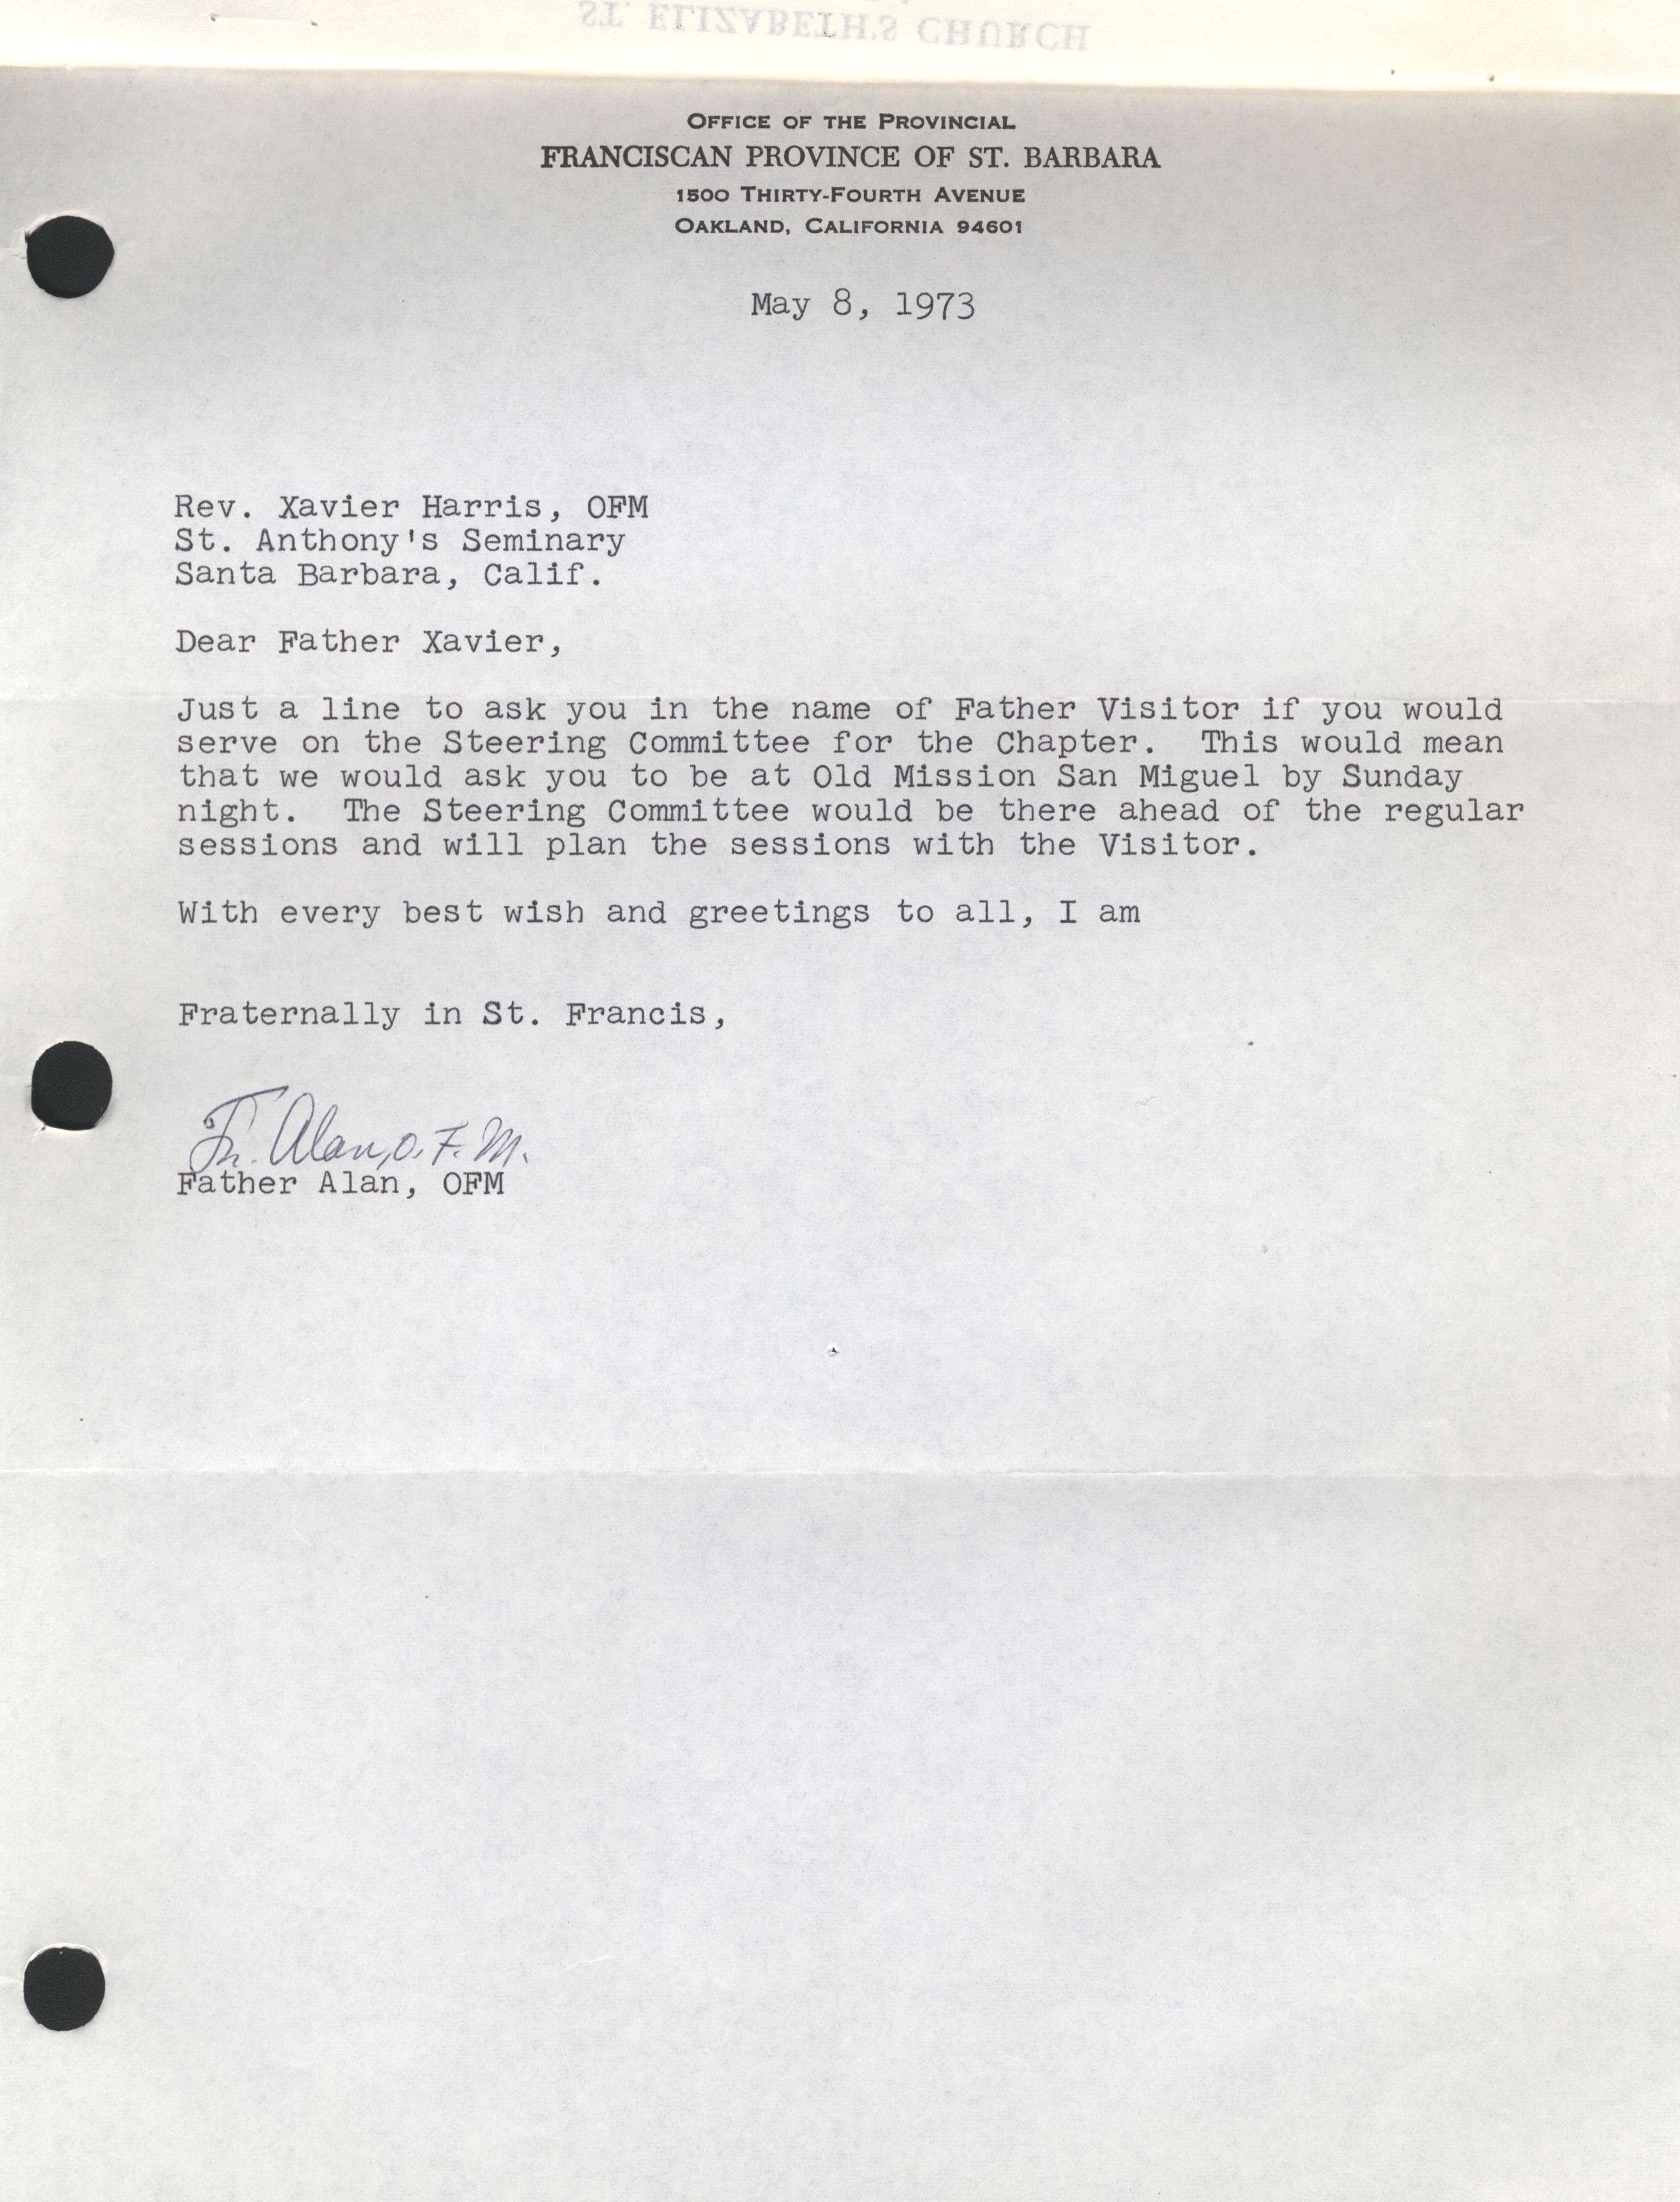 ST. ELIZABETH'S CHURCH
OFFICE OF THE PROVINCIAL
FRANCISCAN PROVINCE OF ST. BARBARA
1500 THIRTY-FOURTH AVENUE
OAKLAND, CALIFORNIA 94601
May 8, 1973
Rev. Xavier Harris, OFM
St. Anthony's Seminary
Santa Barbara, Calif.
Dear Father Xavier,
Just a line to ask you in the name of Father Visitor if you would
serve on the Steering Committee for the Chapter.  This would mean
that we would ask you to be at Old Mission San Miguel by Sunday
night.  The Steering Committee would be there ahead of the regular
sessions and will plan the sessions with the Visitor.
With every best wish and greetings to all, I am
Fraternally in St. Francis,
Fr. Alan, O.F.M.
Father Alan, OFM